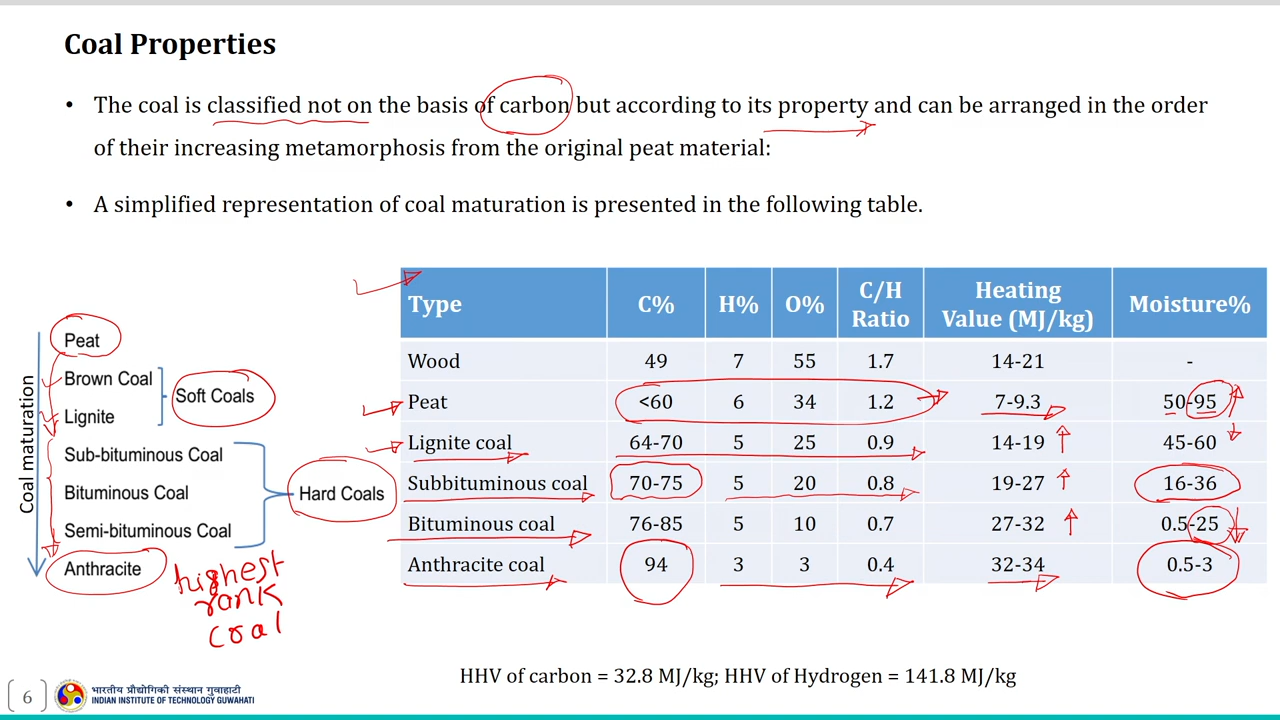 Coal Properties
• The coal is classified not on the basis of carbon but according to its property and can be arranged in the order
of their increasing metamorphosis from the original peat material:
• A simplified representation of coal maturation is presented in the following table.
Coal maturation
Peat
Brown Coal
Lignite
Soft Coals
Sub-bituminous Coal
Bituminous Coal
Semi-bituminous Coal
Hard Coals
Anthracite
highest
rank
coal
Type C% H% O% C/H Ratio Heating Value (MJ/kg) Moisture%
Wood 49 7 55 1.7 14-21 -
Peat <60 6 34 1.2 7-9.3 50-95
Lignite coal 64-70 5 25 0.9 14-19 45-60
Subbituminous coal 70-75 5 20 0.8 19-27 16-36
Bituminous coal 76-85 5 10 0.7 27-32 0.5-25
Anthracite coal 94 3 3 0.4 32-34 0.5-3
HHV of carbon = 32.8 MJ/kg; HHV of Hydrogen = 141.8 MJ/kg
6
भारतीय प्रौद्योगिकी संस्थान गुवाहाटी
INDIAN INSTITUTE OF TECHNOLOGY GUWAHATI